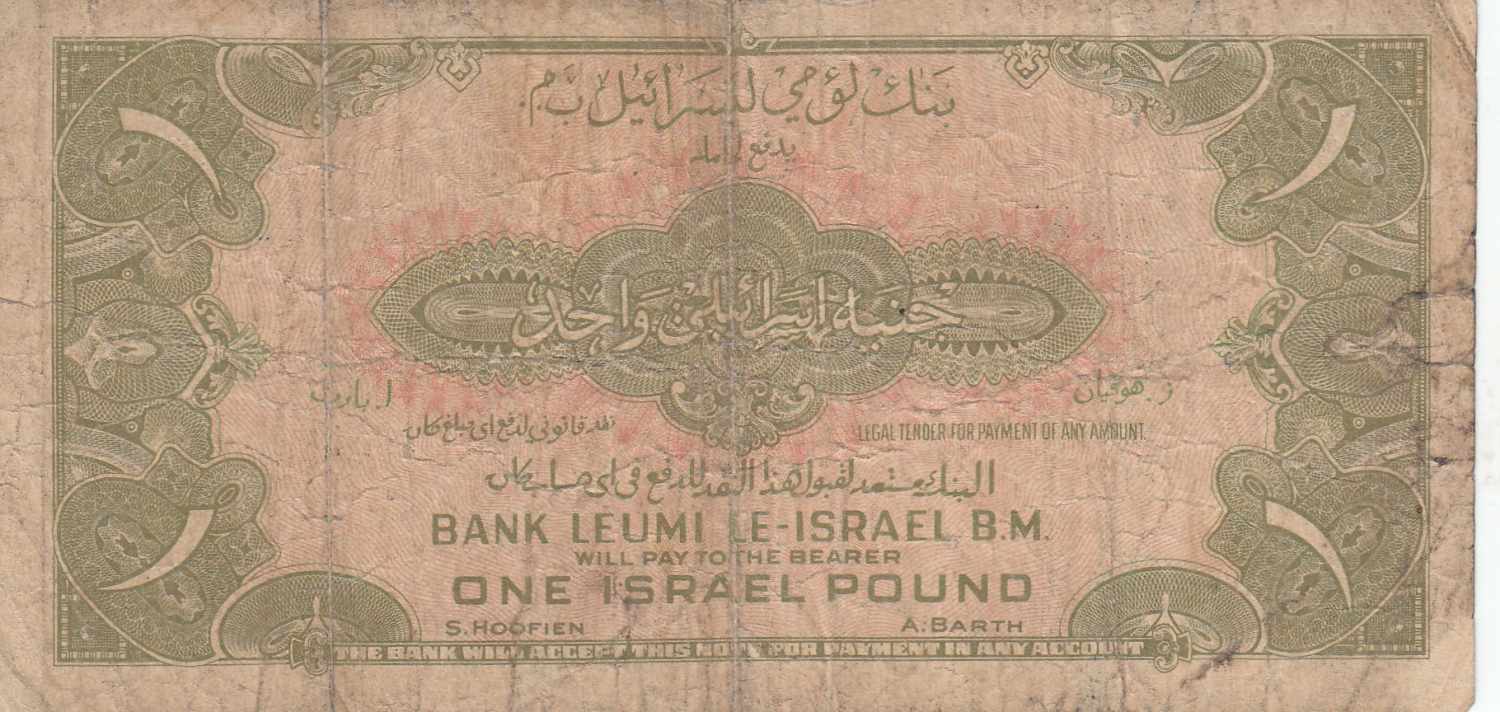 بنك لؤمي لئسرائيل ب.م.
يدفع لحامله
جنيه إسرائيلي واحد
ز. هوفيان
ا. بارث
نقد قانوني لدفع اي مبلغ كان
LEGAL TENDER FOR PAYMENT OF ANY AMOUNT.
البنك مستعد لقبول هذا النقد للدفع في اي حساب كان
BANK LEUMI LE-ISRAEL B.M.
WILL PAY TO THE BEARER
ONE ISRAEL POUND
S. HOOFIEN A. BARTH
THE BANK WILL ACCEPT THIS NOTE FOR PAYMENT IN ANY ACCOUNT